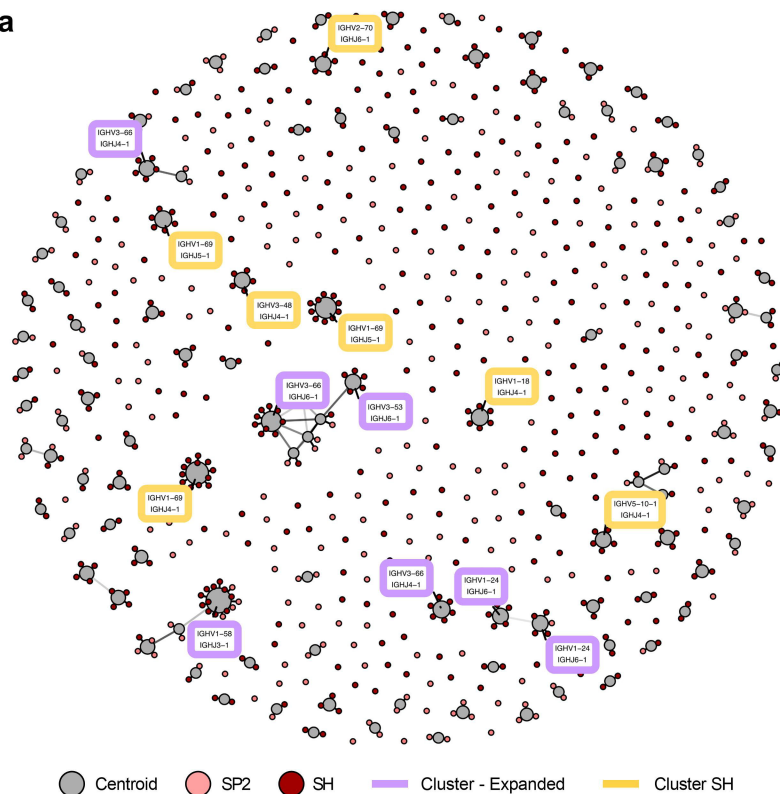 a
IGHV2-70
IGHJ6-1
IGHV3-66
IGHJ4-1
IGHV1-69
IGHJ5-1
IGHV3-48
IGHJ4-1
IGHV1-69
IGHJ5-1
IGHV3-66
IGHJ6-1
IGHV3-53
IGHJ6-1
IGHV1-18
IGHJ4-1
IGHV1-69
IGHJ4-1
IGHV5-10-1
IGHJ4-1
IGHV3-66
IGHJ4-1
IGHV1-24
IGHJ6-1
IGHV1-58
IGHJ3-1
IGHV1-24
IGHJ6-1
Centroid SP2 SH Cluster - Expanded Cluster SH